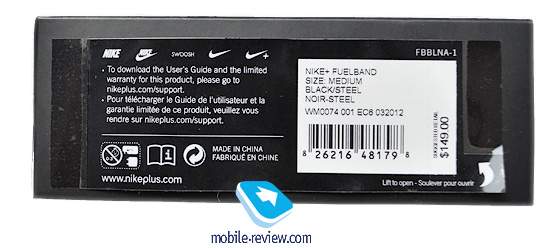 FBBLNA-1
NIKE SWOOSH
• To download the User's Guide and the limited
warranty for this product, please go to
nikeplus.com/support.
• Pour télécharger le Guide de l'utilisateur et la
garantie limitée de ce produit, veuillez vous
rendre sur nikeplus.com/support.
MADE IN CHINA
FABRIQUÉ EN CHINE
www.nikeplus.com
NIKE+ FUELBAND
SIZE: MEDIUM
BLACK/STEEL
NOIR-STEEL
WM0074 001 EC6 032012
8 26216 48179 8
$149.00
Lift to open - Soulever pour ouvrir
mobile-review.com